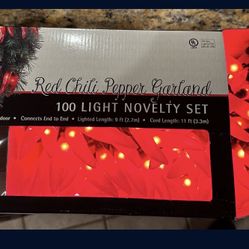 Red Chili Pepper Garland
100 LIGHT NOVELTY SET
door • Connects End to End • Lighted Length: 9 ft (2.7m) • Cord Length: 11 ft (3.3m)